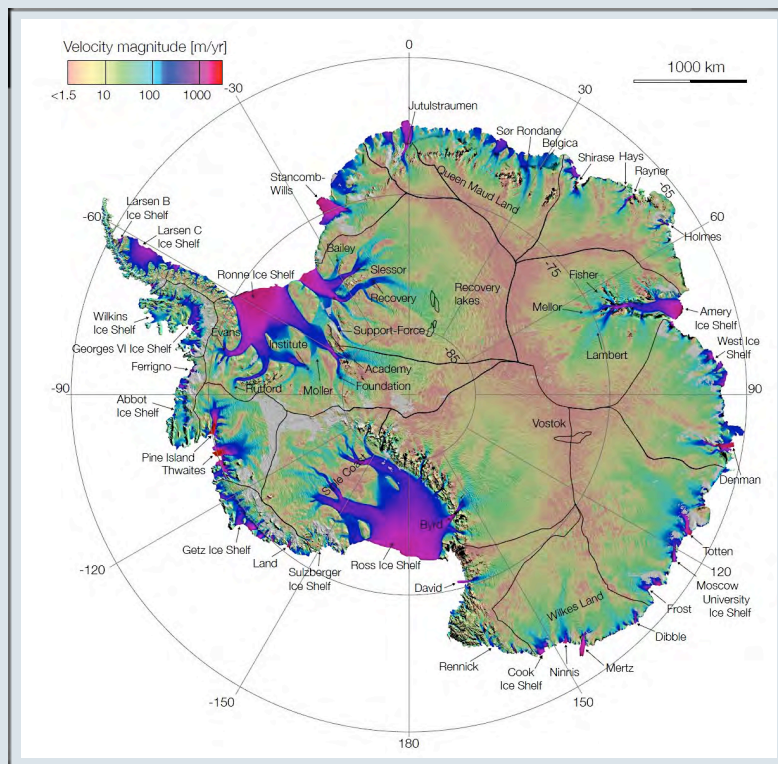 Velocity magnitude [m/yr]
<1.5 10 100 1000
1000 km
0
30
-30
60
-60
-65
-75
-85
90
-90
120
-120
150
-150
180
Jutulstraumen
Sør Rondane
Belgica
Shirase
Hays
Rayner
Holmes
Queen Maud Land
Stancomb-
Wills
Larsen B
Ice Shelf
Larsen C
Ice Shelf
Ronne Ice Shelf
Bailey
Slessor
Recovery
Recovery
lakes
Support-Force
Fisher
Mellor
Lambert
Amery
Ice Shelf
West Ice
Shelf
Wilkins
Ice Shelf
Georges VI Ice Shelf
Ferrigno
Evans
Institute
Rutford
Moller
Academy
Foundation
Abbot
Ice Shelf
Pine Island
Thwaites
Vostok
Denman
Siple Coast
Byrd
Getz Ice Shelf
Land
Sulzberger
Ice Shelf
Ross Ice Shelf
David
Totten
Moscow
University
Ice Shelf
Frost
Dibble
Wilkes Land
Rennick
Cook
Ice Shelf
Ninnis
Mertz